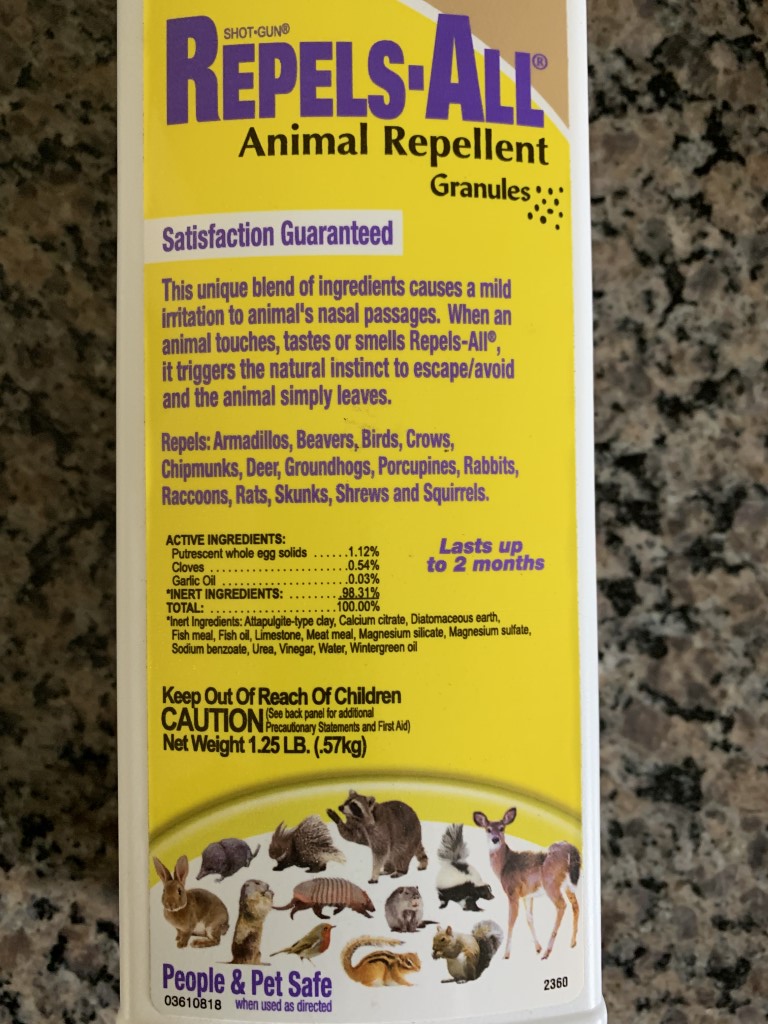 SHOT•GUN®
REPELS-ALL®
Animal Repellent
Granules
Satisfaction Guaranteed
This unique blend of ingredients causes a mild
irritation to animal's nasal passages. When an
animal touches, tastes or smells Repels-All®,
it triggers the natural instinct to escape/avoid
and the animal simply leaves.
Repels: Armadillos, Beavers, Birds, Crows,
Chipmunks, Deer, Groundhogs, Porcupines, Rabbits,
Raccoons, Rats, Skunks, Shrews and Squirrels.
ACTIVE INGREDIENTS:
Putrescent whole egg solids ......1.12%
Cloves .........................0.54%
Garlic Oil .......................0.03%
*INERT INGREDIENTS: ........98.31%
TOTAL: .......................100.00%
Lasts up
to 2 months
*Inert Ingredients: Attapulgite-type clay, Calcium citrate, Diatomaceous earth,
Fish meal, Fish oil, Limestone, Meat meal, Magnesium silicate, Magnesium sulfate,
Sodium benzoate, Urea, Vinegar, Water, Wintergreen oil
Keep Out Of Reach Of Children
CAUTION (See back panel for additional
Precautionary Statements and First Aid)
Net Weight 1.25 LB. (.57kg)
People & Pet Safe
03610818 when used as directed
2360